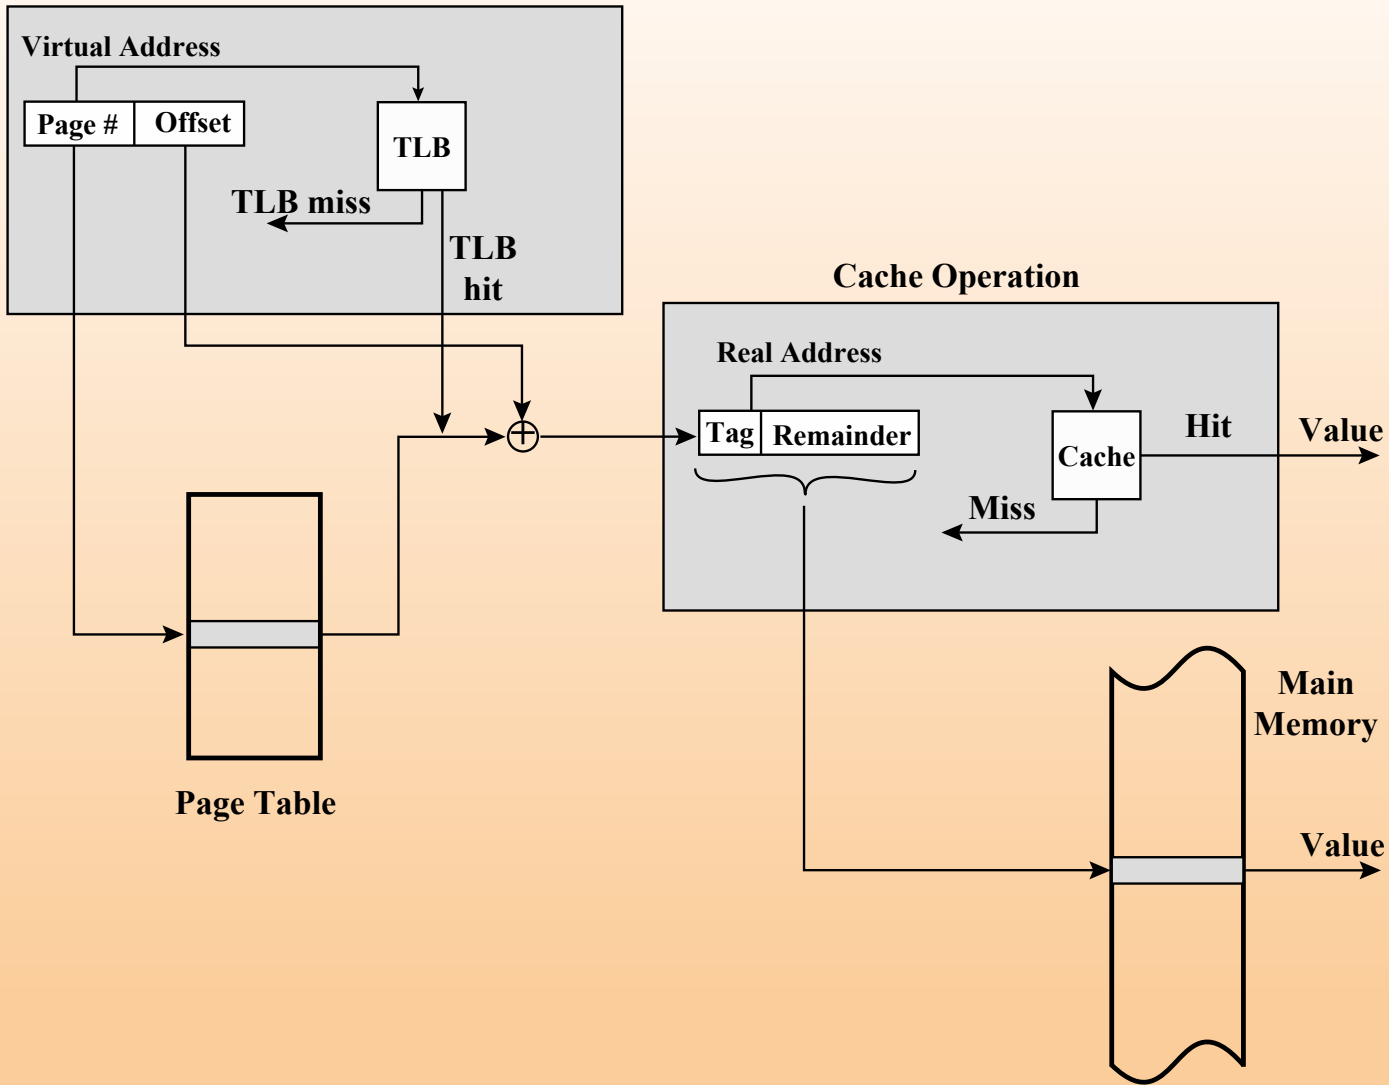 Virtual Address
Page #
Offset
TLB
TLB miss
TLB
hit
Cache Operation
Real Address
Tag
Remainder
Cache
Hit
Value
Miss
Page Table
Main
Memory
Value